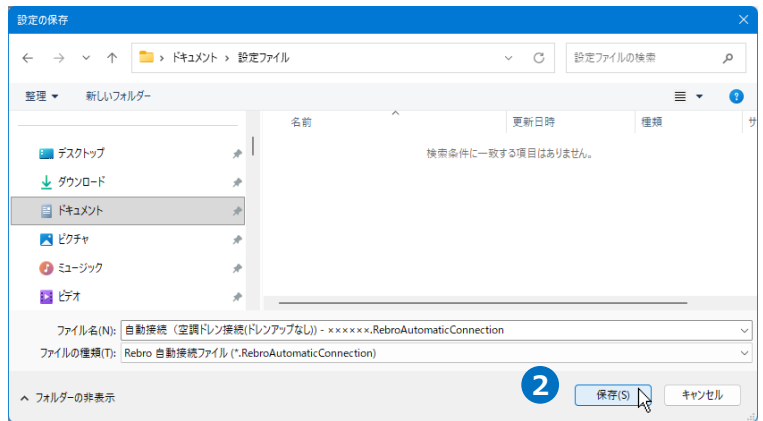 設定の保存
ドキュメント › 設定ファイル
設定ファイルの検索
整理
新しいフォルダー
?
名前
更新日時
種類
サ
検索条件に一致する項目はありません。
デスクトップ
ダウンロード
ドキュメント
ピクチャ
ミュージック
ビデオ
ファイル名(N): 自動接続（空調ドレン接続(ドレンアップなし)) - ××××××.RebroAutomaticConnection
ファイルの種類(T): Rebro 自動接続ファイル (*.RebroAutomaticConnection)
フォルダーの非表示
2
保存(S)
キャンセル